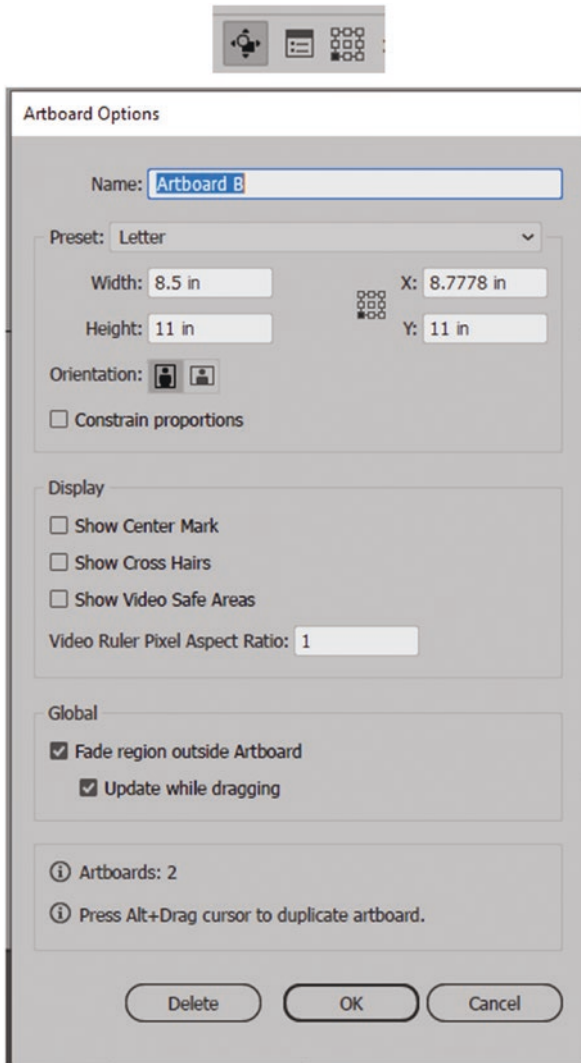 Artboard Options
Name: Artboard B
Preset: Letter
Width: 8.5 in X: 8.7778 in
Height: 11 in Y: 11 in
Orientation:
Constrain proportions
Display
Show Center Mark
Show Cross Hairs
Show Video Safe Areas
Video Ruler Pixel Aspect Ratio: 1
Global
Fade region outside Artboard
Update while dragging
Artboards: 2
Press Alt+Drag cursor to duplicate artboard.
Delete OK Cancel